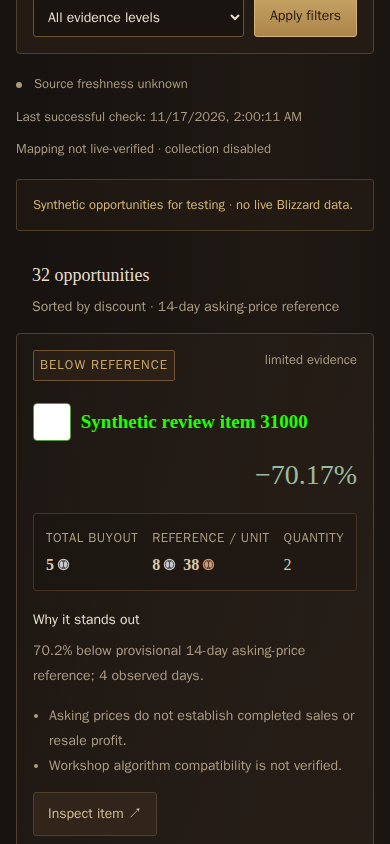 All evidence levels
Apply filters
Source freshness unknown
Last successful check: 11/17/2026, 2:00:11 AM
Mapping not live-verified · collection disabled
Synthetic opportunities for testing · no live Blizzard data.
32 opportunities
Sorted by discount · 14-day asking-price reference
BELOW REFERENCE
limited evidence
Synthetic review item 31000
−70.17%
TOTAL BUYOUT REFERENCE / UNIT QUANTITY
5 8 38 2
Why it stands out
70.2% below provisional 14-day asking-price
reference; 4 observed days.
• Asking prices do not establish completed sales or
resale profit.
• Workshop algorithm compatibility is not verified.
Inspect item ↗